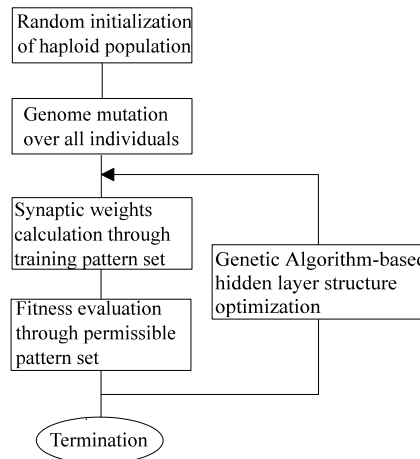 Random initialization
of haploid population
Genome mutation
over all individuals
Synaptic weights
calculation through
training pattern set
Genetic Algorithm-based
hidden layer structure
optimization
Fitness evaluation
through permissible
pattern set
Termination